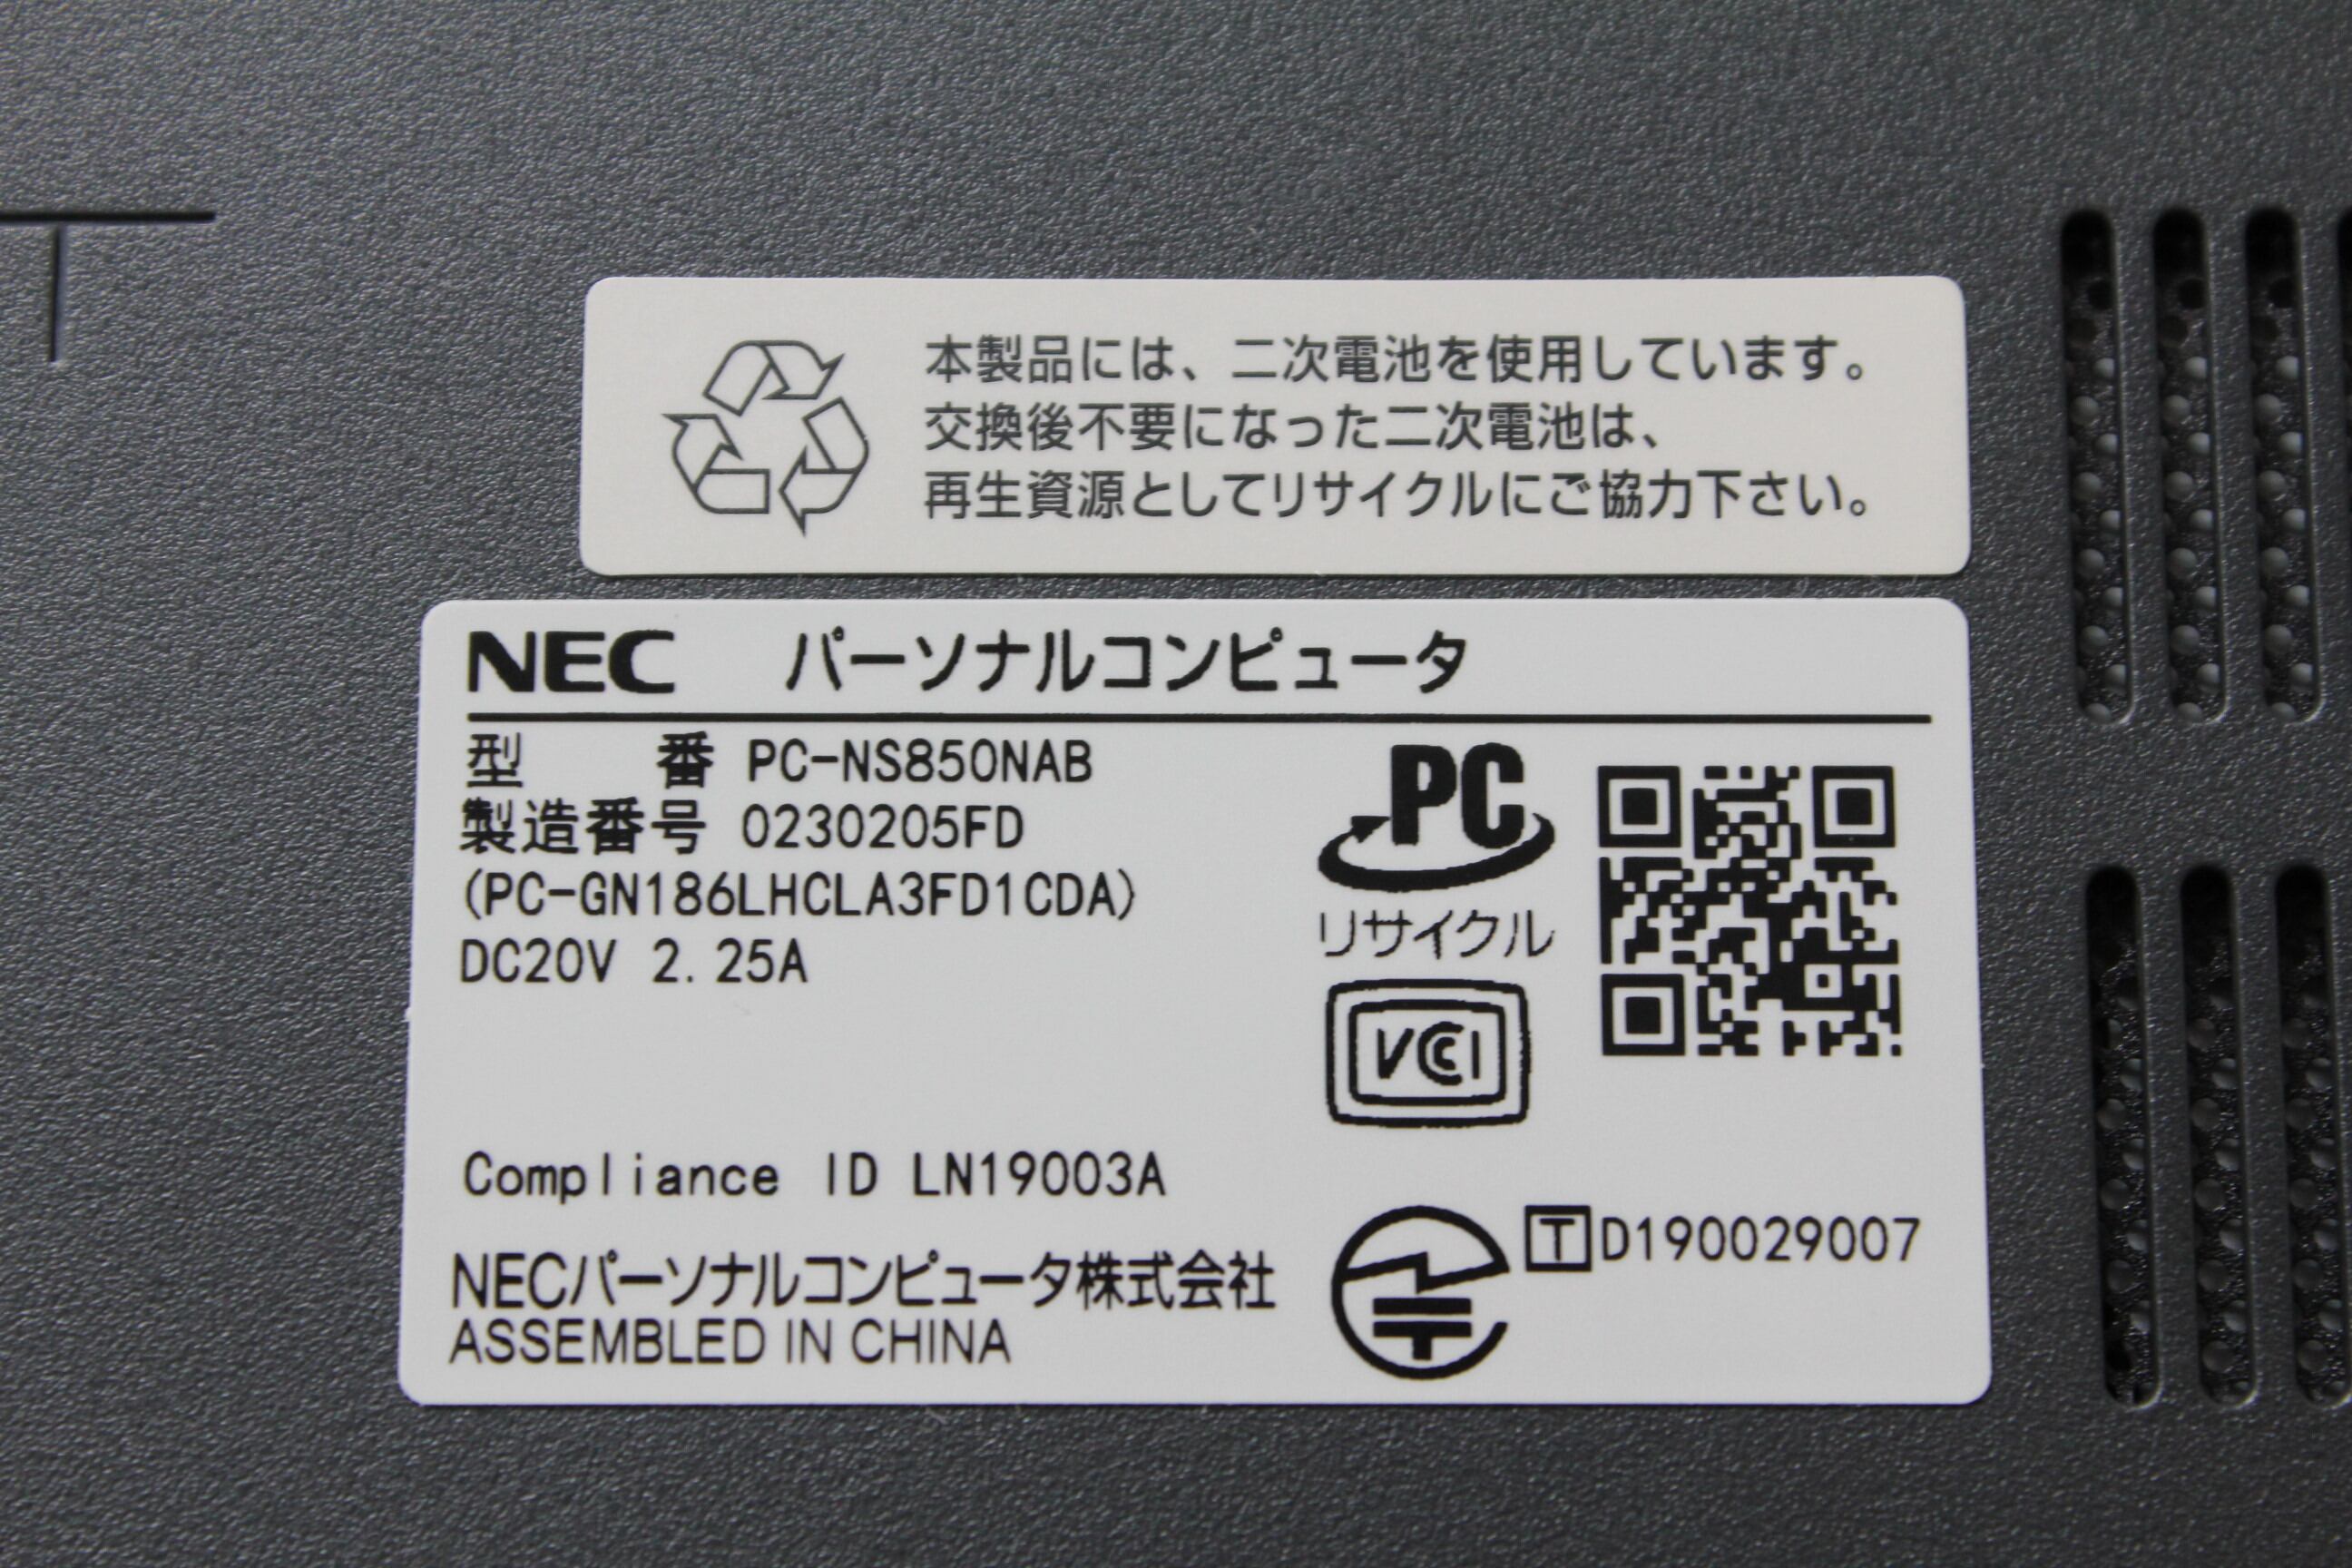 本製品には、二次電池を使用しています。
交換後不要になった二次電池は、
再生資源としてリサイクルにご協力下さい。
NEC パーソナルコンピュータ
型 番 PC-NS850NAB
製造番号 0230205FD
(PC-GN186LHCLA3FD1CDA)
DC20V 2.25A
PC
リサイクル
VCCI
Compliance ID LN19003A
T D190029007
NECパーソナルコンピュータ株式会社
ASSEMBLED IN CHINA